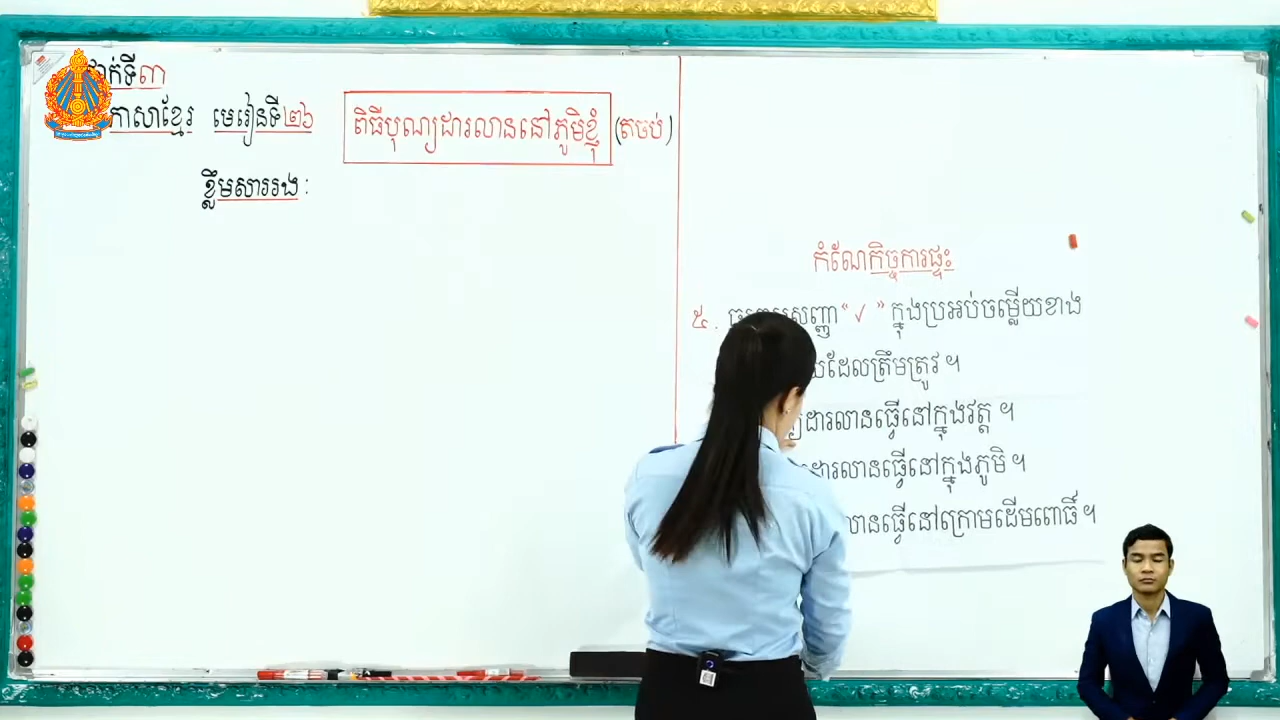 ថ្នាក់ទី៣
ភាសាខ្មែរ មេរៀនទី២៦ ពិធីបុណ្យដារលាននៅភូមិខ្ញុំ (តចប់)
ខ្លឹមសាររង :
កំណែកិច្ចការផ្ទះ
៥. សញ្ញា “✓” ក្នុងប្រអប់ចម្លើយខាង
ដែលត្រឹមត្រូវ ។
ដារលានធ្វើនៅក្នុងវត្ត ។
ដារលានធ្វើនៅក្នុងភូមិ ។
លានធ្វើនៅក្រោមដើមពោធិ៍ ។